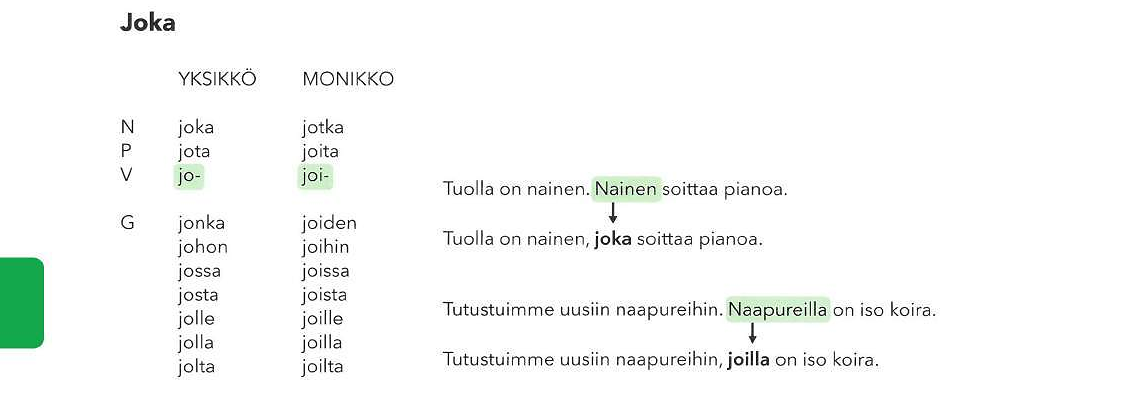 Joka
YKSIKKÖ MONIKKO
N joka jotka
P jota joita
V jo- joi-
G jonka joiden
johon joihin
jossa joissa
josta joista
jolle joille
jolla joilla
jolta joilta
Tuolla on nainen. Nainen soittaa pianoa.
Tuolla on nainen, joka soittaa pianoa.
Tutustuimme uusiin naapureihin. Naapureilla on iso koira.
Tutustuimme uusiin naapureihin, joilla on iso koira.